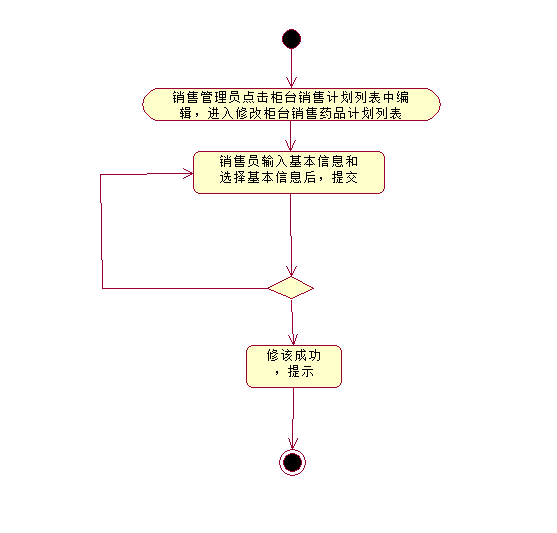 销售管理员点击柜台销售计划列表中编
辑，进入修改柜台销售药品计划列表
销售员输入基本信息和
选择基本信息后，提交
修该成功
，提示